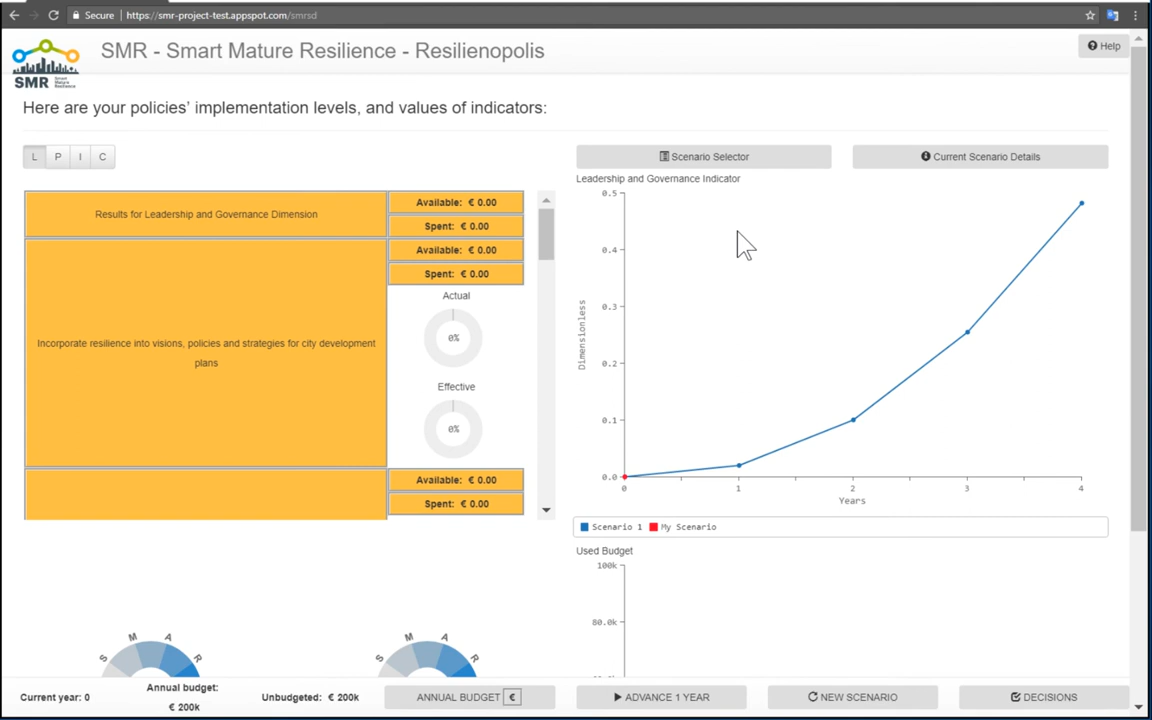 Secure
https://smr-project-test.appspot.com/smrsd
SMR
Smart
Mature
Resilience
SMR - Smart Mature Resilience - Resilienopolis
Help
Here are your policies' implementation levels, and values of indicators:
L P I C
Scenario Selector
Current Scenario Details
Results for Leadership and Governance Dimension
Available: € 0.00
Spent: € 0.00
Incorporate resilience into visions, policies and strategies for city development
plans
Available: € 0.00
Spent: € 0.00
Actual
0%
Effective
0%
Available: € 0.00
Spent: € 0.00
S M A R
S M A R
Leadership and Governance Indicator
0.5
0.4
0.3
0.2
0.1
0.0
Dimensionless
0 1 2 3 4
Years
Scenario 1 My Scenario
Used Budget
100k
80.0k
Current year: 0
Annual budget:
€ 200k
Unbudgeted: € 200k
ANNUAL BUDGET €
ADVANCE 1 YEAR
NEW SCENARIO
DECISIONS